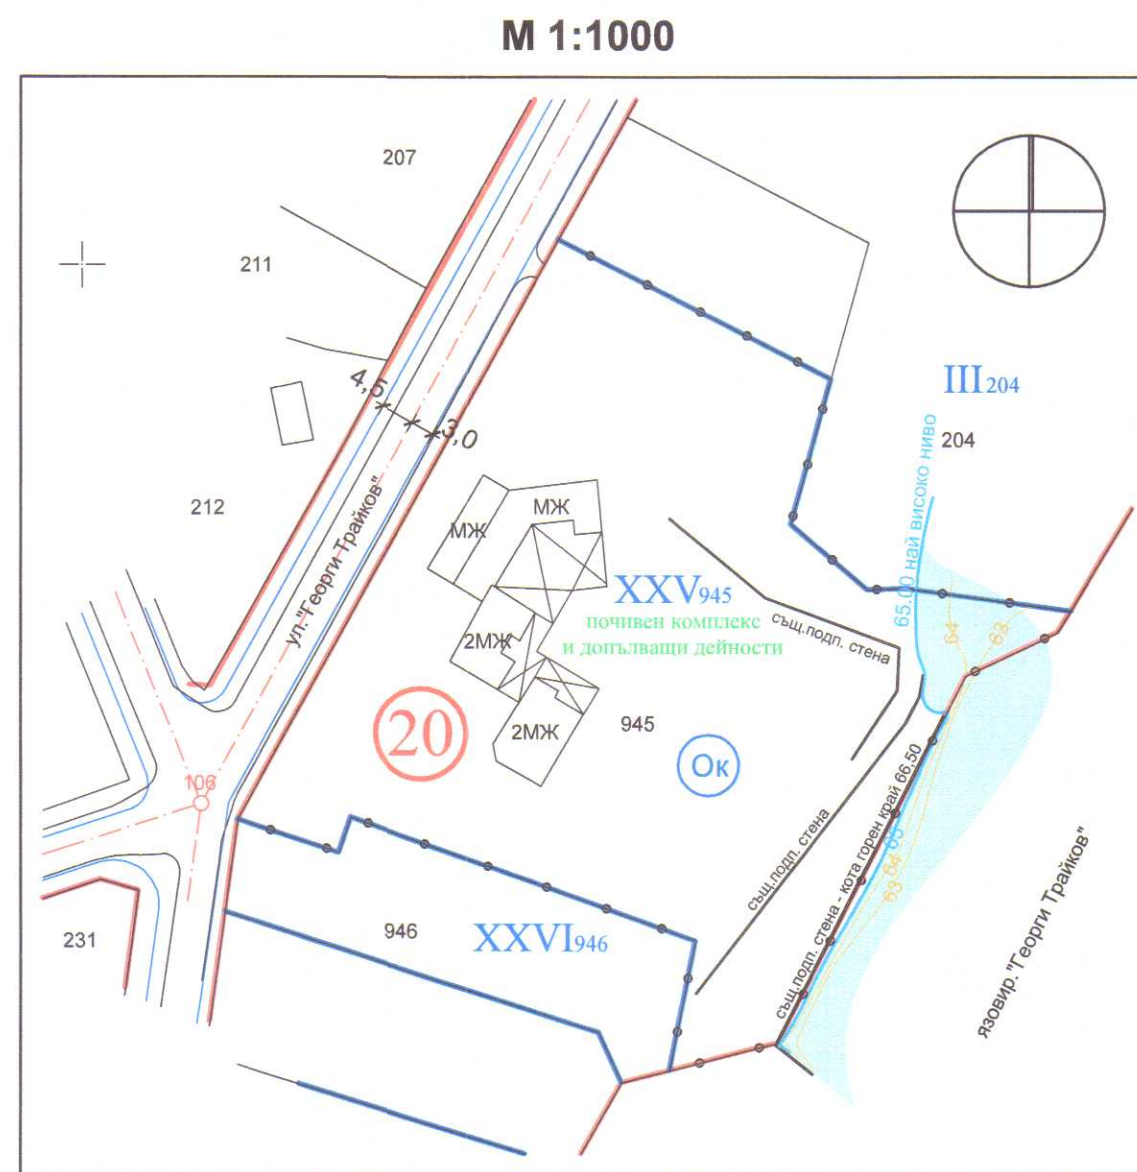 М 1:1000
207
211
4,5
3,0
III204
204
65,00 най високо ниво
212
ул. "Георги Трайков"
МЖ
МЖ
XXV945
почивен комплекс
и допълващи дейности
същ.подп. стена
64
63
2МЖ
2МЖ
945
20
Ок
106
същ.подп. стена
същ.подп. стена - кота горен край 66,50
65
64
63
язовир. "Георги Трайков"
231
946
XXVI946